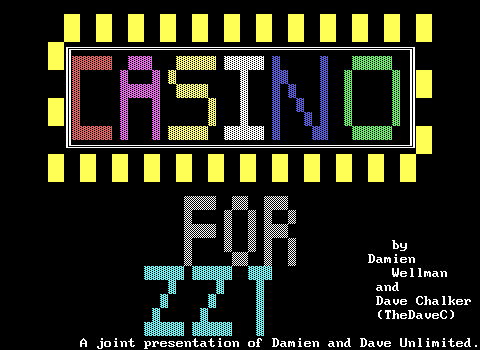 CASINO
FOR
ZZT
by
Damien
Wellman
and
Dave Chalker
(TheDaveC)
A joint presentation of Damien and Dave Unlimited.